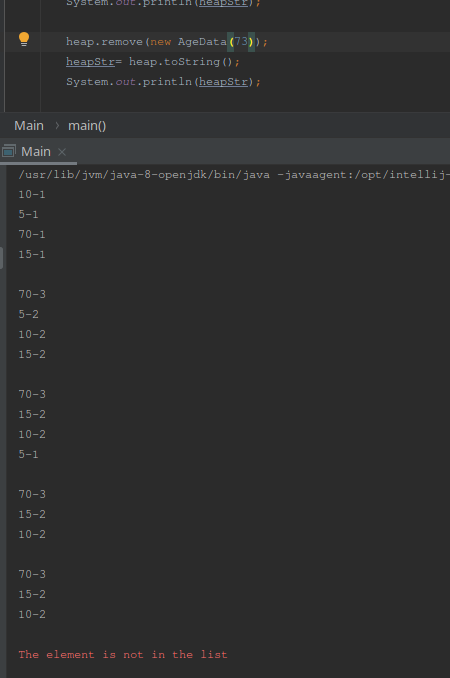 System.out.println(heapStr);
heap.remove(new AgeData(73));
heapStr= heap.toString();
System.out.println(heapStr);
Main > main()
Main ×
/usr/lib/jvm/java-8-openjdk/bin/java -javaagent:/opt/intellij-
10-1
5-1
70-1
15-1
70-3
5-2
10-2
15-2
70-3
15-2
10-2
5-1
70-3
15-2
10-2
70-3
15-2
10-2
The element is not in the list